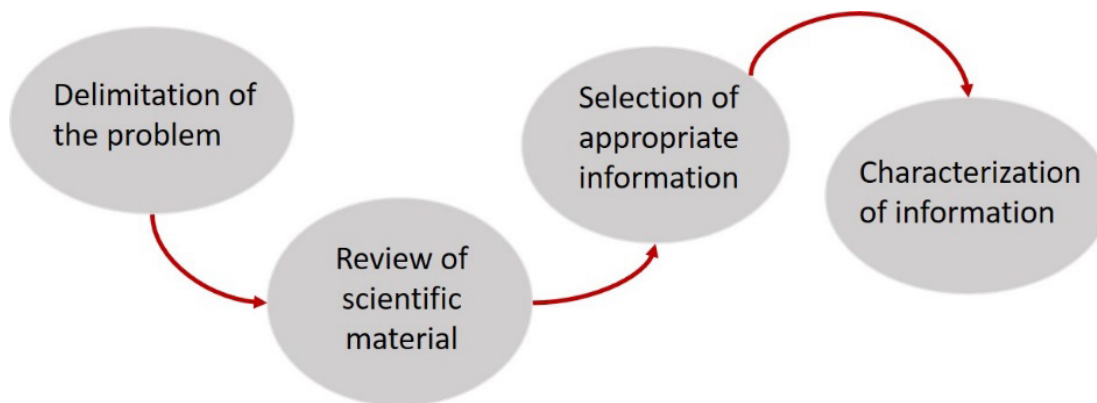 Delimitation of
the problem
Review of
scientific
material
Selection of
appropriate
information
Characterization
of information